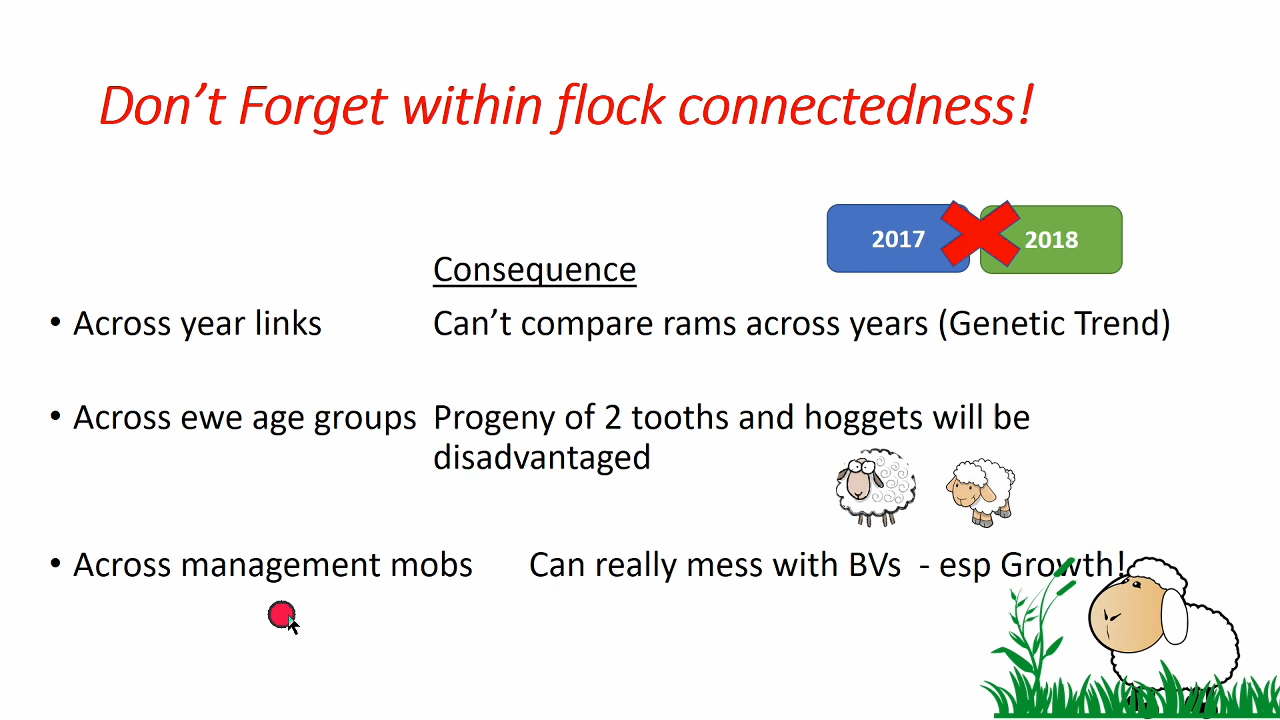 Don't Forget within flock connectedness!
2017
2018
Consequence
• Across year links Can't compare rams across years (Genetic Trend)
• Across ewe age groups Progeny of 2 tooths and hoggets will be
disadvantaged
• Across management mobs Can really mess with BVs - esp Growth!